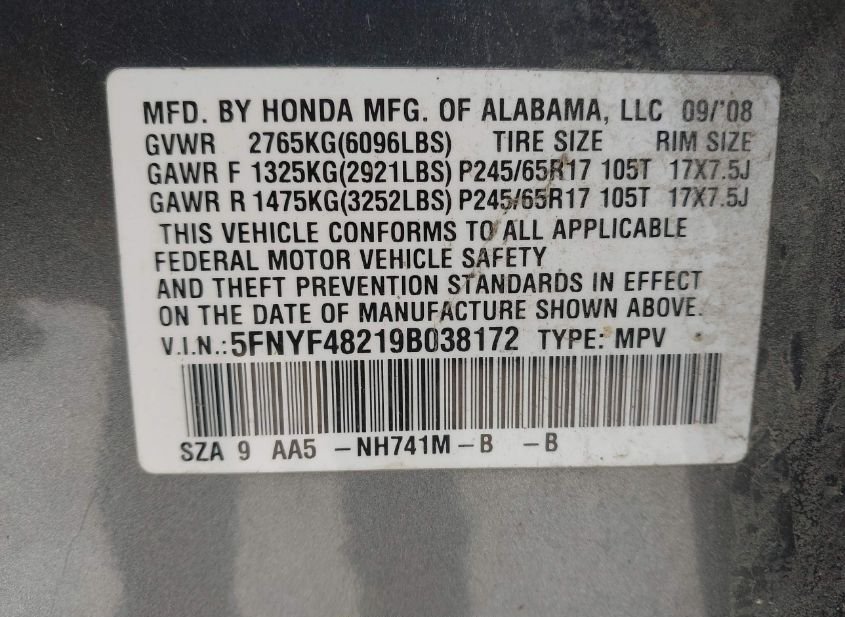 MFD. BY HONDA MFG. OF ALABAMA, LLC 09/'08
GVWR 2765KG(6096LBS) TIRE SIZE RIM SIZE
GAWR F 1325KG(2921LBS) P245/65R17 105T 17X7.5J
GAWR R 1475KG(3252LBS) P245/65R17 105T 17X7.5J
THIS VEHICLE CONFORMS TO ALL APPLICABLE
FEDERAL MOTOR VEHICLE SAFETY
AND THEFT PREVENTION STANDARDS IN EFFECT
ON THE DATE OF MANUFACTURE SHOWN ABOVE.
V.I.N.:5FNYF48219B038172 TYPE: MPV
SZA 9 AA5 -NH741M-B -B